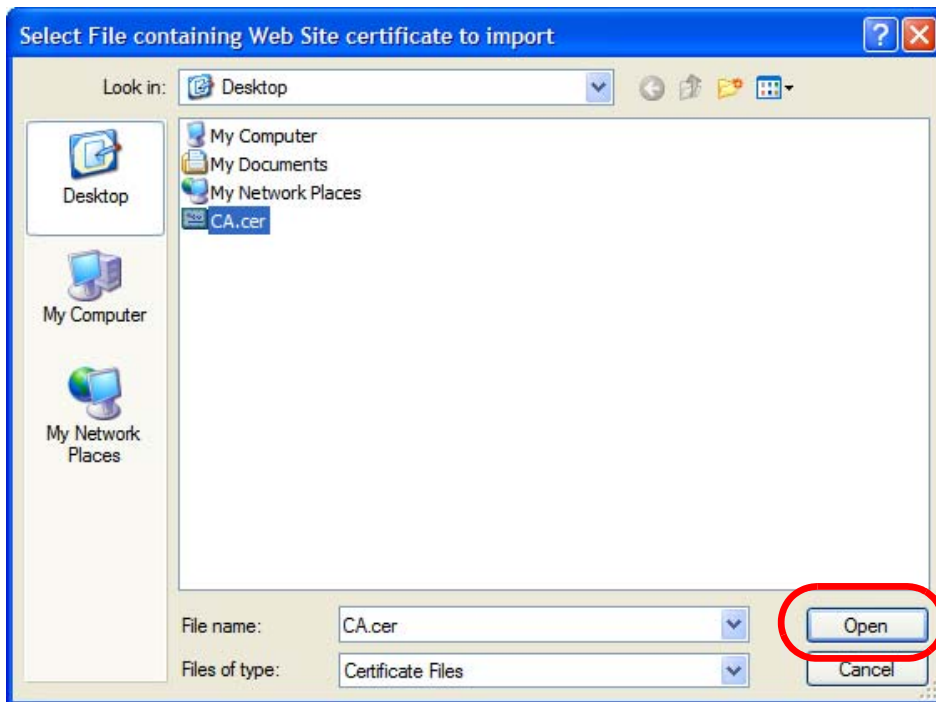 Select File containing Web Site certificate to import
Look in: Desktop
My Computer
My Documents
My Network Places
CA.cer
Desktop
My Computer
My Network
Places
File name: CA.cer Open
Files of type: Certificate Files Cancel